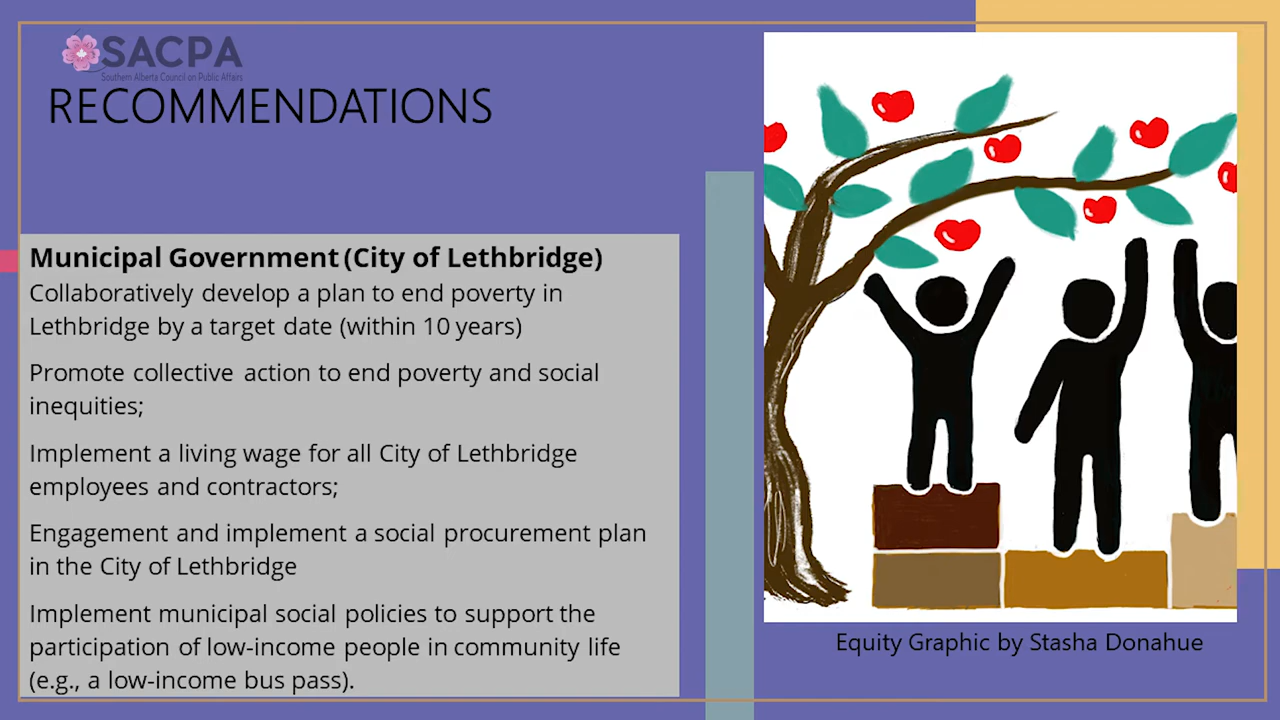 SACPA
Southern Alberta Council on Public Affairs
RECOMMENDATIONS
Municipal Government (City of Lethbridge)
Collaboratively develop a plan to end poverty in
Lethbridge by a target date (within 10 years)
Promote collective action to end poverty and social
inequities;
Implement a living wage for all City of Lethbridge
employees and contractors;
Engagement and implement a social procurement plan
in the City of Lethbridge
Implement municipal social policies to support the
participation of low-income people in community life
(e.g., a low-income bus pass).
Equity Graphic by Stasha Donahue